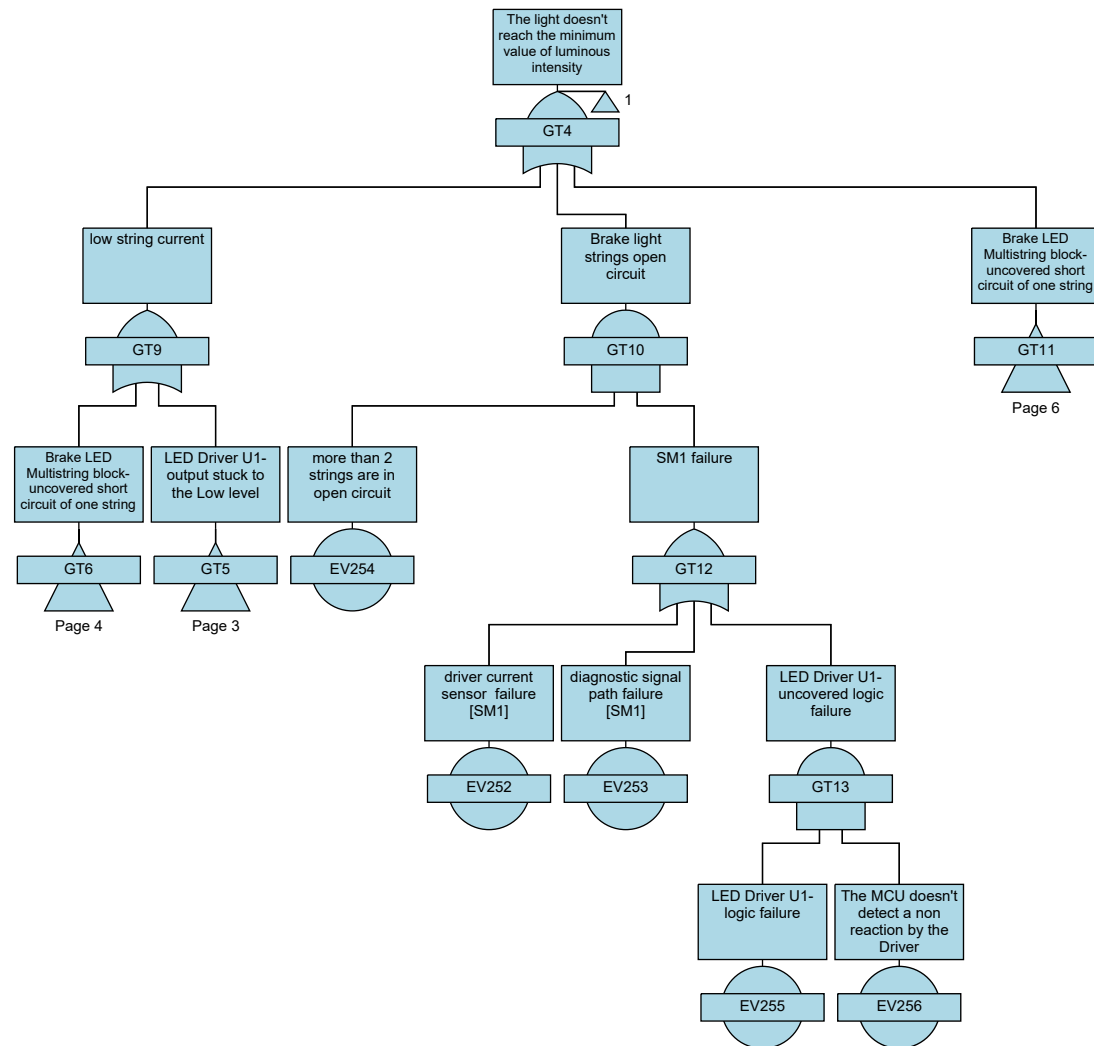 The light doesn't
reach the minimum
value of luminous
intensity
1
GT4
low string current
Brake light
strings open
circuit
Brake LED
Multistring block-
uncovered short
circuit of one string
GT9
GT10
GT11
Page 6
Brake LED
Multistring block-
uncovered short
circuit of one string
LED Driver U1-
output stuck to
the Low level
more than 2
strings are in
open circuit
SM1 failure
GT6
GT5
EV254
GT12
Page 4
Page 3
driver current
sensor  failure
[SM1]
diagnostic signal
path failure
[SM1]
LED Driver U1-
uncovered logic
failure
EV252
EV253
GT13
LED Driver U1-
logic failure
The MCU doesn't
detect a non
reaction by the
Driver
EV255
EV256